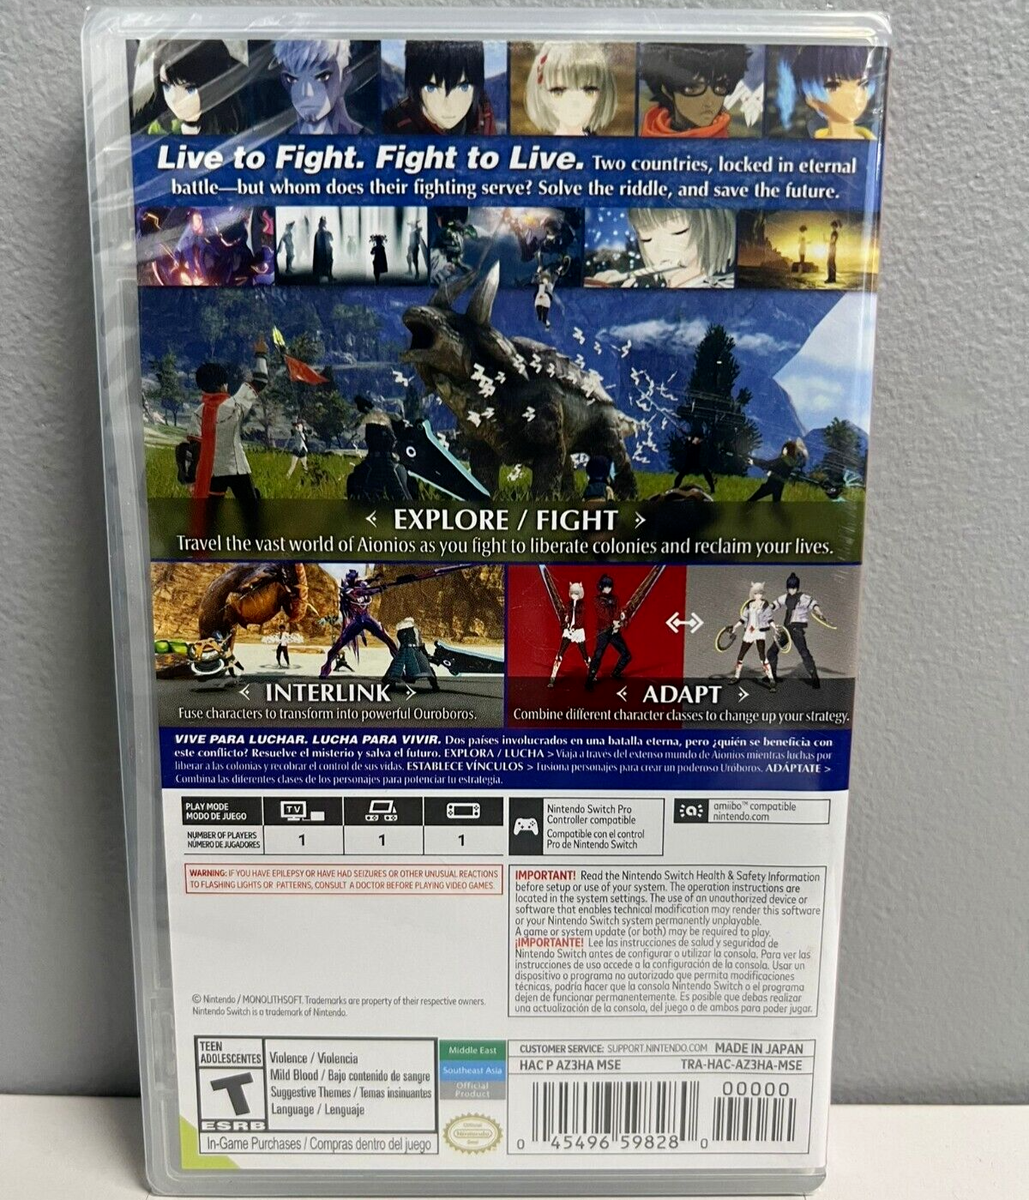 Live to Fight. Fight to Live. Two countries, locked in eternal
battle—but whom does their fighting serve? Solve the riddle, and save the future.
EXPLORE / FIGHT
Travel the vast world of Aionios as you fight to liberate colonies and reclaim your lives.
INTERLINK
Fuse characters to transform into powerful Ouroboros.
ADAPT
Combine different character classes to change up your strategy.
VIVE PARA LUCHAR. LUCHA PARA VIVIR. Dos países involucrados en una batalla eterna, pero ¿quién se beneficia con
este conflicto? Resuelve el misterio y salva el futuro. EXPLORA / LUCHA > Viaja a través del extenso mundo de Aionios mientras luchas por
liberar a las colonias y recobrar el control de sus vidas. ESTABLECE VÍNCULOS > Fusiona personajes para crear un poderoso Uróboros. ADÁPTATE >
Combina las diferentes clases de los personajes para potenciar tu estrategia.
PLAY MODE
MODO DE JUEGO
TV
NUMBER OF PLAYERS
NÚMERO DE JUGADORES
1 1 1
Nintendo Switch Pro
Controller compatible
Compatible con el control
Pro de Nintendo Switch
amiibo™ compatible
nintendo.com
WARNING: IF YOU HAVE EPILEPSY OR HAVE HAD SEIZURES OR OTHER UNUSUAL REACTIONS
TO FLASHING LIGHTS OR PATTERNS, CONSULT A DOCTOR BEFORE PLAYING VIDEO GAMES.
IMPORTANT! Read the Nintendo Switch Health & Safety Information
before setup or use of your system. The operation instructions are
located in the system settings. The use of an unauthorized device or
software that enables technical modification may render this software
or your Nintendo Switch system permanently unplayable.
A game or system update (or both) may be required to play.
¡IMPORTANTE! Lee las instrucciones de salud y seguridad de
Nintendo Switch antes de configurar o utilizar la consola. Para ver las
instrucciones de uso accede a la configuración de la consola. Usar un
dispositivo o programa no autorizado que permita modificaciones
técnicas, podría hacer que la consola Nintendo Switch o el programa
dejen de funcionar permanentemente. Es posible que debas realizar
una actualización de la consola, del juego o de ambos para poder jugar.
© Nintendo / MONOLITHSOFT. Trademarks are property of their respective owners.
Nintendo Switch is a trademark of Nintendo.
TEEN
ADOLESCENTES
T
ESRB
Violence / Violencia
Mild Blood / Bajo contenido de sangre
Suggestive Themes / Temas insinuantes
Language / Lenguaje
In-Game Purchases / Compras dentro del juego
Middle East
Southeast Asia
Official
Product
Official
Nintendo
Seal
CUSTOMER SERVICE: SUPPORT.NINTENDO.COM MADE IN JAPAN
HAC P AZ3HA MSE TRA-HAC-AZ3HA-MSE
00000
0 45496 59828 0